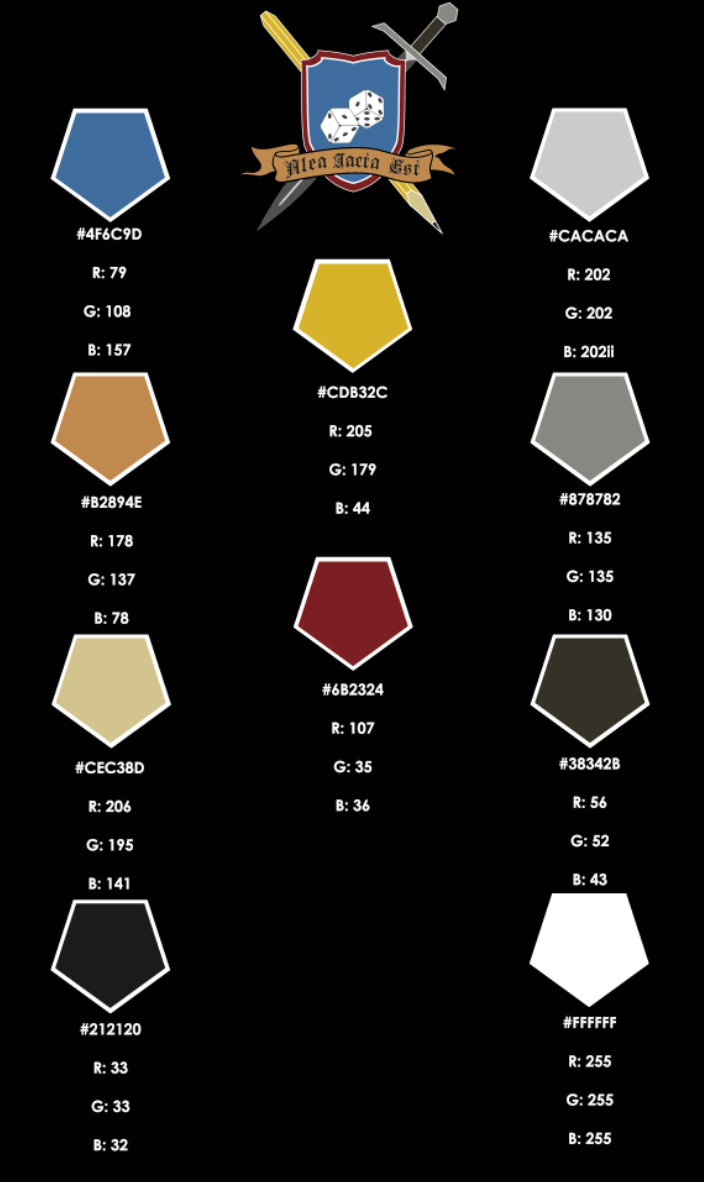 Alea Jacta Est
#4F6C9D
R: 79
G: 108
B: 157
#B2894E
R: 178
G: 137
B: 78
#CEC38D
R: 206
G: 195
B: 141
#212120
R: 33
G: 33
B: 32
#CDB32C
R: 205
G: 179
B: 44
#6B2324
R: 107
G: 35
B: 36
#CACACA
R: 202
G: 202
B: 202ii
#878782
R: 135
G: 135
B: 130
#38342B
R: 56
G: 52
B: 43
#FFFFFF
R: 255
G: 255
B: 255